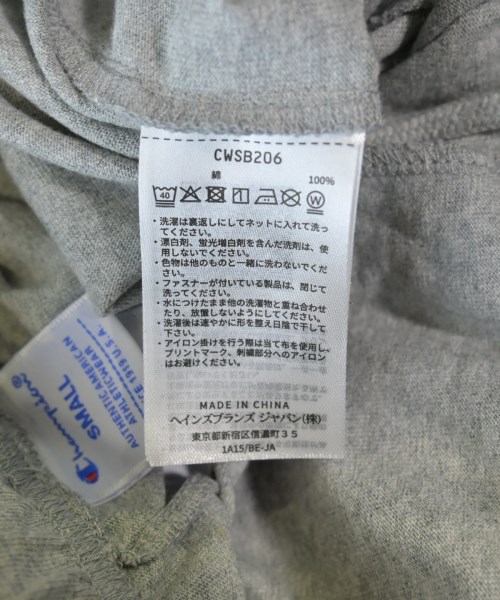 CWSB206
綿 100%
40
W
・洗濯は裏返しにしてネットに入れて洗っ
てください。
・漂白剤、蛍光増白剤を含んだ洗剤は、使
用しないでください。
・色物は他のものと一緒に洗わないでくだ
さい。
・ファスナーが付いている製品は、閉じて
洗ってください。
・水につけたまま他の洗濯物と重ね合わせ
たり、放置しないようにしてください。
・洗濯後は速やかに形を整え日陰で干して
下さい。
・アイロン掛けを行う際は当て布を使用し、
プリントマーク、刺繍部分へのアイロン
はお避けください。
MADE IN CHINA
ヘインズブランズ ジャパン(株)
東京都新宿区信濃町35
1A15/BE-JA
Champion®
SMALL
AUTHENTIC AMERICAN
ATHLETICWEAR
1919 U.S.A.